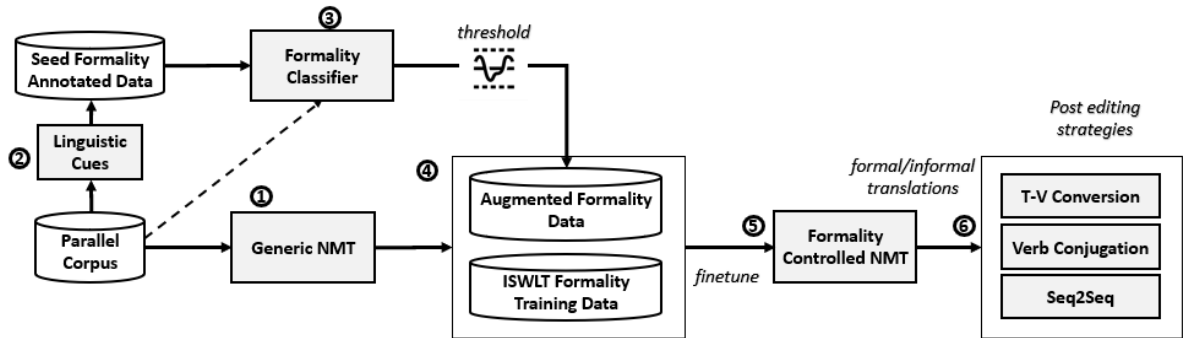 ③
threshold
Seed Formality
Annotated Data
Formality
Classifier
Post editing
strategies
②
Linguistic
Cues
④
formal/informal
translations
①
Augmented Formality
Data
T-V Conversion
Parallel
Corpus
Generic NMT
⑤
Formality
Controlled NMT
⑥
Verb Conjugation
ISWLT Formality
Training Data
finetune
Seq2Seq